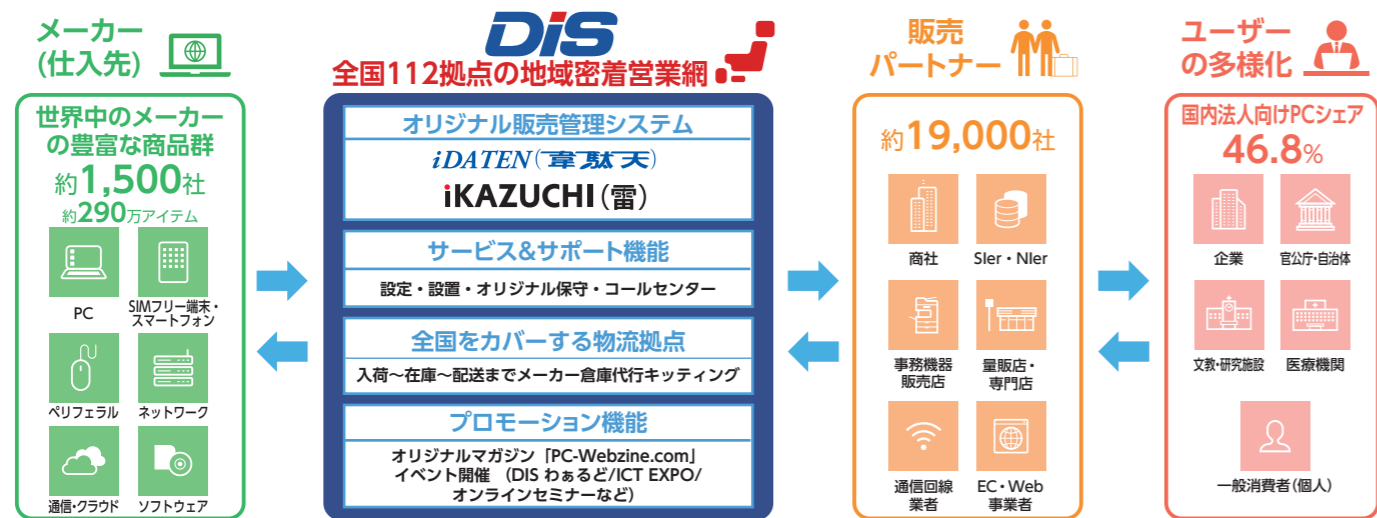 メーカー
(仕入先)
世界中のメーカー
の豊富な商品群
約1,500社
約290万アイテム
PC
SIMフリー端末・
スマートフォン
ペリフェラル
ネットワーク
通信・クラウド
ソフトウェア
DiS
全国112拠点の地域密着営業網
オリジナル販売管理システム
iDATEN(韋駄天)
iKAZUCHI(雷)
サービス&サポート機能
設定・設置・オリジナル保守・コールセンター
全国をカバーする物流拠点
入荷～在庫～配送までメーカー倉庫代行キッティング
プロモーション機能
オリジナルマガジン「PC-Webzine.com」
イベント開催 (DIS わぁるど/ICT EXPO/
オンラインセミナーなど)
販売
パートナー
約19,000社
商社
SIer・NIer
事務機器
販売店
量販店・
専門店
通信回線
業者
EC・Web
事業者
ユーザー
の多様化
国内法人向けPCシェア
46.8%
企業
官公庁・自治体
文教・研究施設
医療機関
一般消費者(個人)